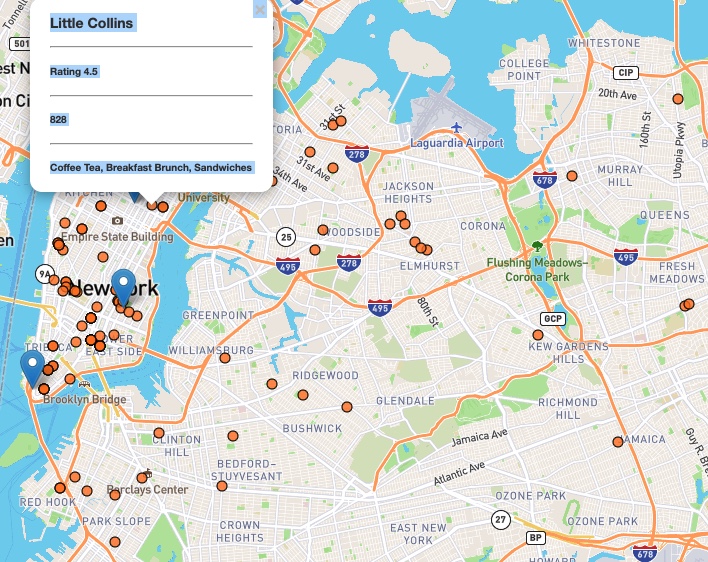 Tonnell
501
est N
on Ci
een
Little Collins
Rating 4.5
828
Coffee Tea, Breakfast Brunch, Sandwiches
×
WHITESTONE
COLLEGE
POINT
CIP
20th Ave
160th St
Utopia Pkwy
31st St
TORIA
31st Ave
34th Ave
278
Laguardia Airport
678
MURRAY
HILL
KITCHEN
University
JACKSON
HEIGHTS
QUEENS
Empire State Building
25
WOODSIDE
CORONA
9A
495
278
ELMHURST
Flushing Meadows–
Corona Park
495
FRESH
MEADOWS
New York
495
80th St
GREENPOINT
GCP
TRIBECA
LOWER
EAST SIDE
WILLIAMSBURG
KEW GARDENS
HILLS
RIDGEWOOD
Brooklyn Bridge
GLENDALE
RICHMOND
HILL
BUSHWICK
CLINTON
HILL
Jamaica Ave
JAMAICA
Guy R. Bre
BEDFORD–
STUYVESANT
Atlantic Ave
Barclays Center
RED HOOK
OZONE PARK
PARK SLOPE
CROWN
HEIGHTS
EAST NEW
YORK
27
OZONE PARK
BP
HOWARD
678